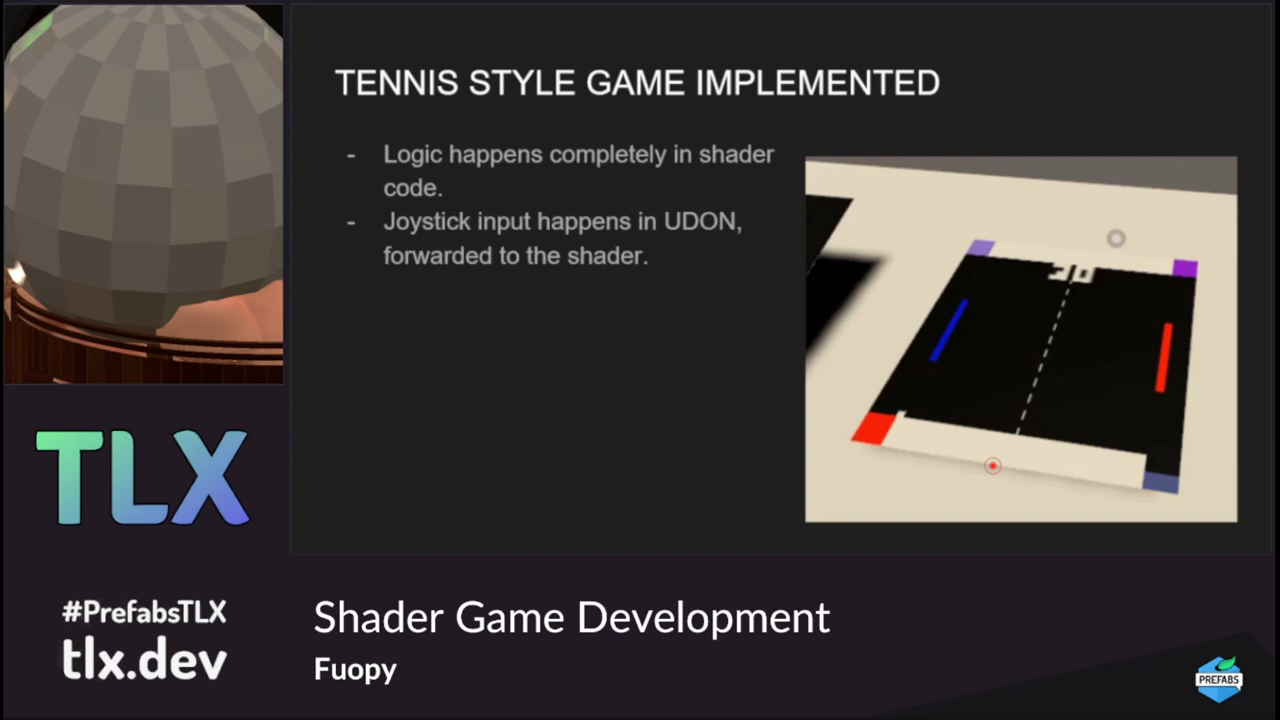 TENNIS STYLE GAME IMPLEMENTED
- Logic happens completely in shader
code.
- Joystick input happens in UDON,
forwarded to the shader.
TLX
#PrefabsTLX
tlx.dev
Shader Game Development
Fuopy
PREFABS